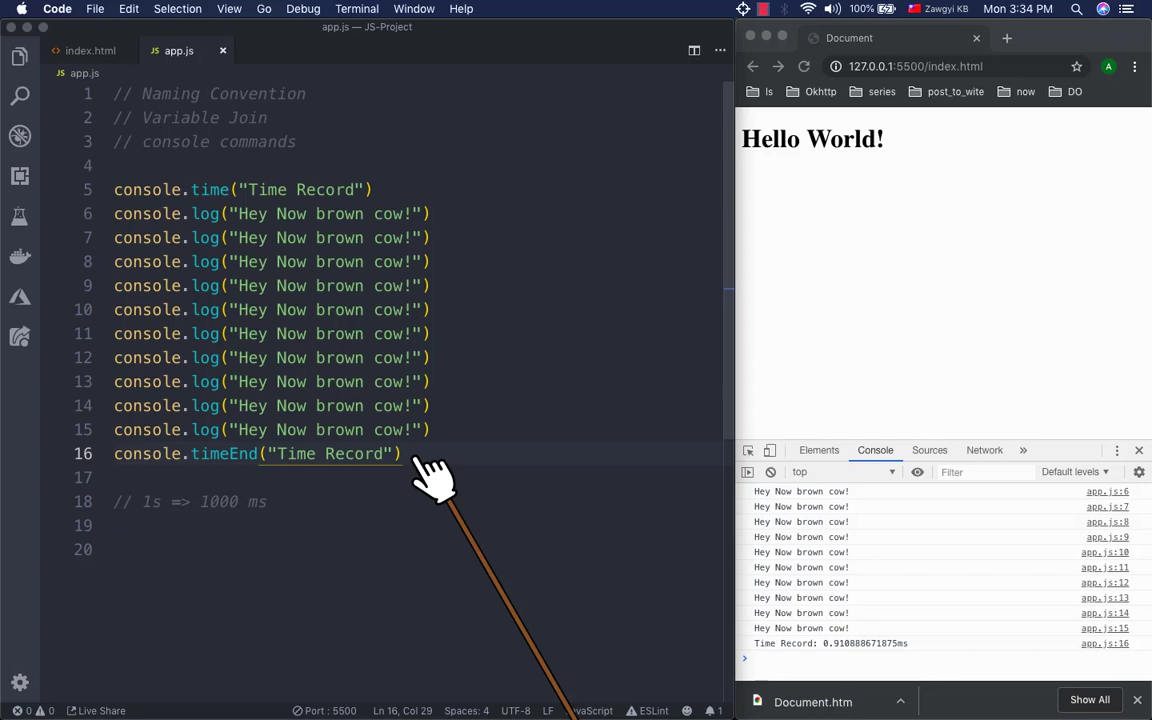 Code File Edit Selection View Go Debug Terminal Window Help
100% Zawgyi KB Mon 3:34 PM
app.js — JS-Project
index.html
JS app.js ×
JS app.js
1 // Naming Convention
2 // Variable Join
3 // console commands
4
5 console.time("Time Record")
6 console.log("Hey Now brown cow!")
7 console.log("Hey Now brown cow!")
8 console.log("Hey Now brown cow!")
9 console.log("Hey Now brown cow!")
10 console.log("Hey Now brown cow!")
11 console.log("Hey Now brown cow!")
12 console.log("Hey Now brown cow!")
13 console.log("Hey Now brown cow!")
14 console.log("Hey Now brown cow!")
15 console.log("Hey Now brown cow!")
16 console.timeEnd("Time Record")
17
18 // 1s => 1000 ms
19
20
0 0 Live Share Port : 5500 Ln 16, Col 29 Spaces: 4 UTF-8 LF ESLint 1
Document
127.0.0.1:5500/index.html A
Okhttp series post_to_wite now DO
Hello World!
Elements Console Sources Network »
top Filter Default levels
Hey Now brown cow! app.js:6
Hey Now brown cow! app.js:7
Hey Now brown cow! app.js:8
Hey Now brown cow! app.js:9
Hey Now brown cow! app.js:10
Hey Now brown cow! app.js:11
Hey Now brown cow! app.js:12
Hey Now brown cow! app.js:13
Hey Now brown cow! app.js:14
Hey Now brown cow! app.js:15
Time Record: 0.910888671875ms app.js:16
>
Document.htm Show All